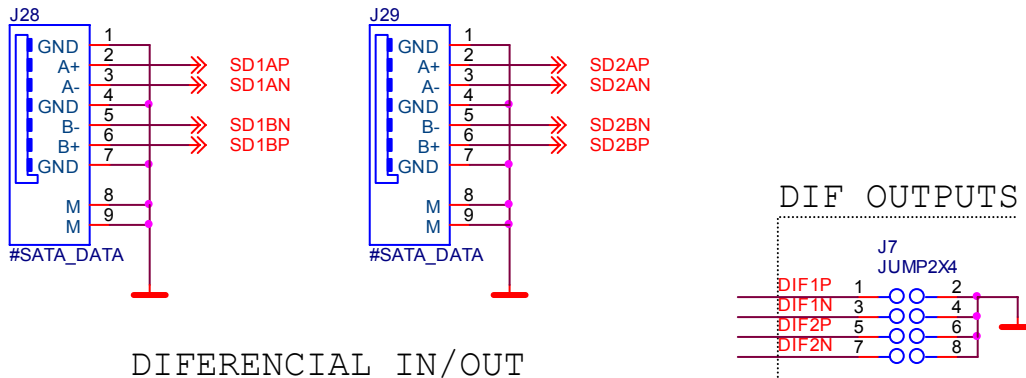 J28
GND 1
A+ 2 SD1AP
A- 3 SD1AN
GND 4
B- 5 SD1BN
B+ 6 SD1BP
GND 7
M 8
M 9
#SATA_DATA
J29
GND 1
A+ 2 SD2AP
A- 3 SD2AN
GND 4
B- 5 SD2BN
B+ 6 SD2BP
GND 7
M 8
M 9
#SATA_DATA
DIFERENCIAL IN/OUT
DIF OUTPUTS
J7
JUMP2X4
DIF1P 1 2
DIF1N 3 4
DIF2P 5 6
DIF2N 7 8